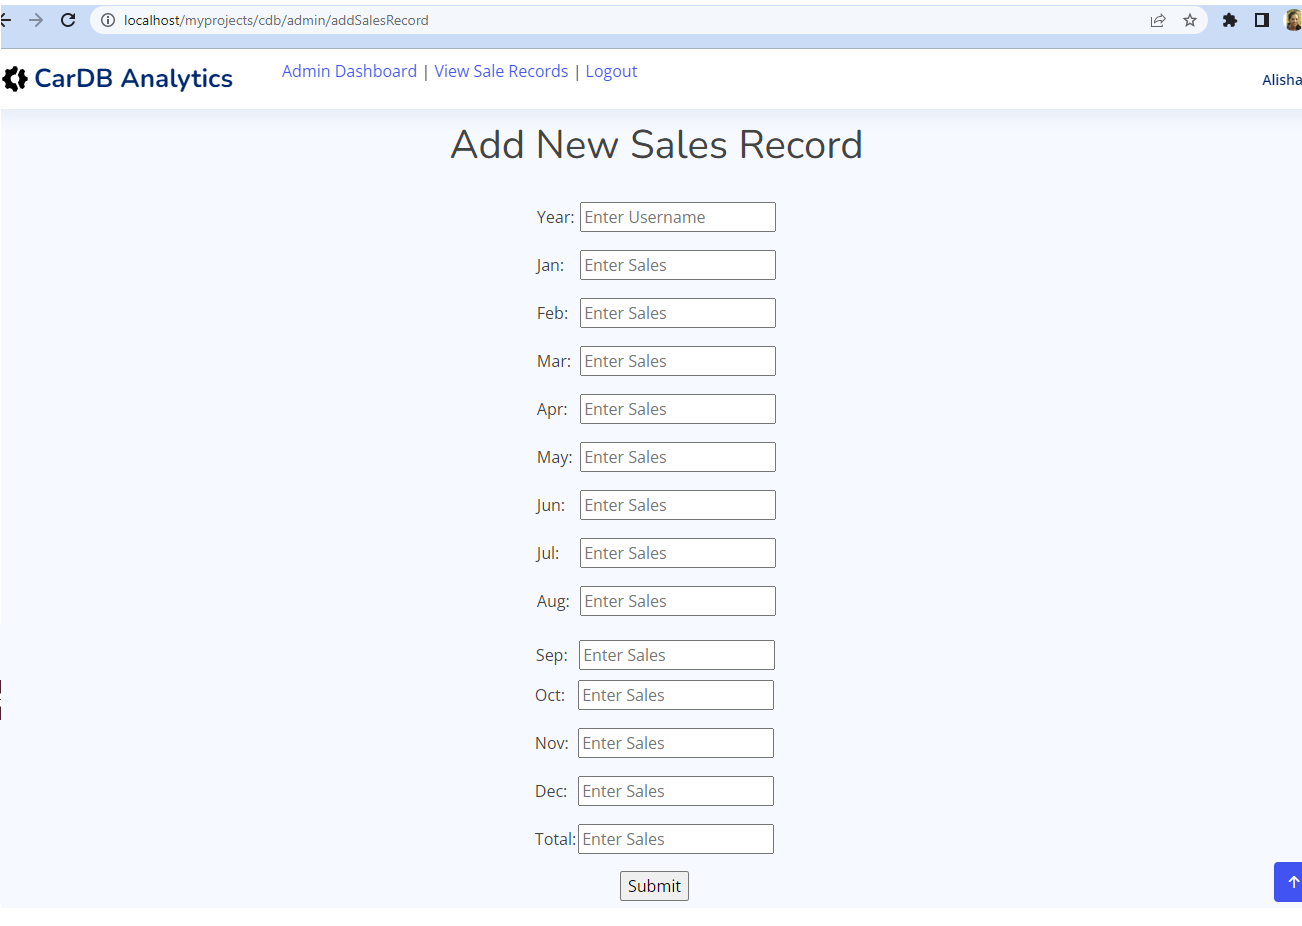 localhost/myprojects/cdb/admin/addSalesRecord
CarDB Analytics
Admin Dashboard | View Sale Records | Logout
Alisha
Add New Sales Record
Year: Enter Username
Jan: Enter Sales
Feb: Enter Sales
Mar: Enter Sales
Apr: Enter Sales
May: Enter Sales
Jun: Enter Sales
Jul: Enter Sales
Aug: Enter Sales
Sep: Enter Sales
Oct: Enter Sales
Nov: Enter Sales
Dec: Enter Sales
Total: Enter Sales
Submit